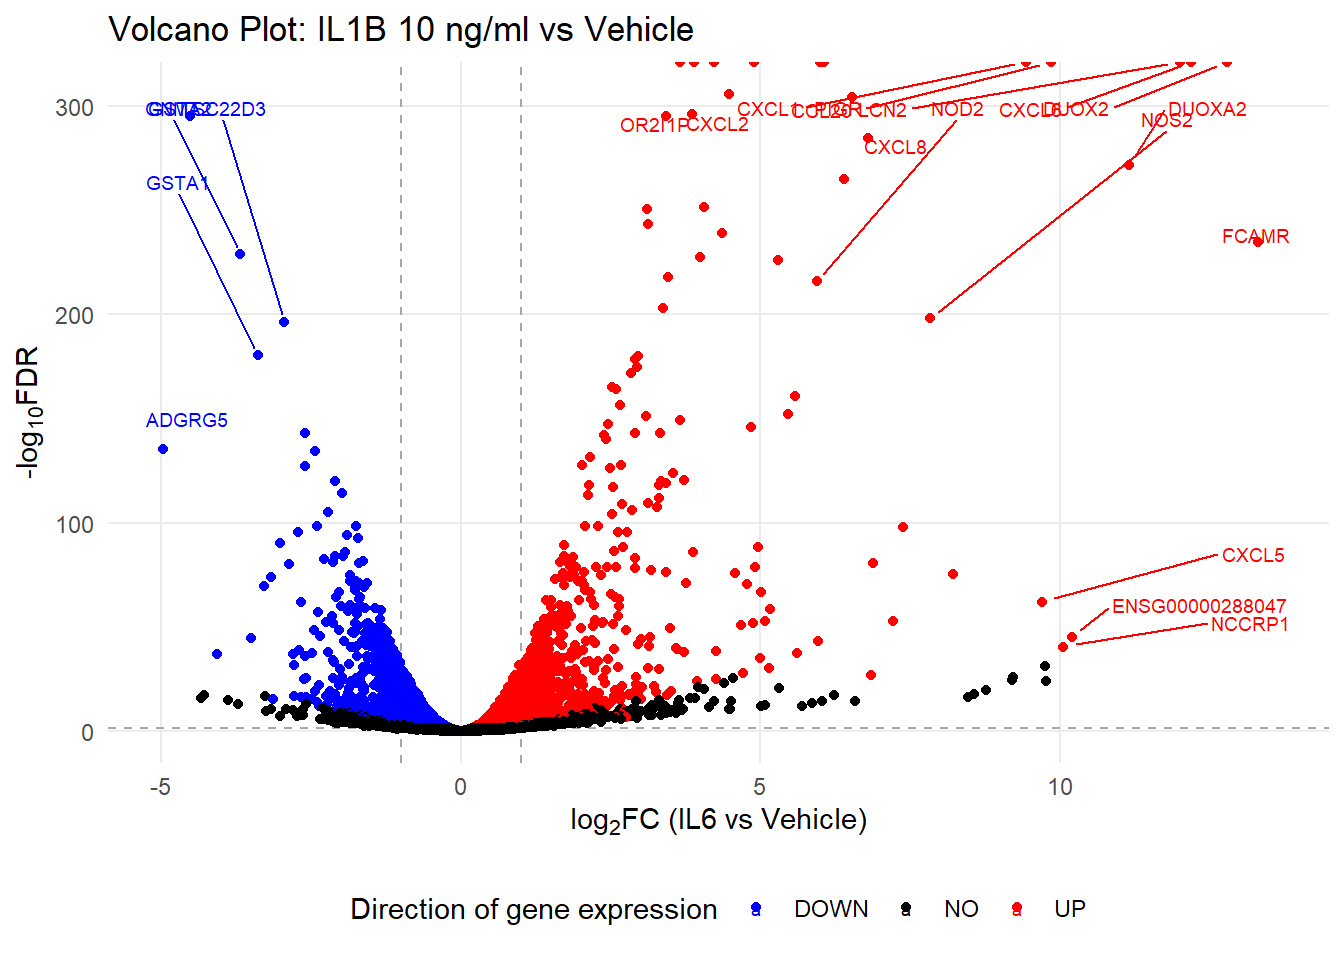 Volcano Plot: IL1B 10 ng/ml vs Vehicle
-log10FDR
300
200
100
0
GSTA1
ADGRG5
OR2I1P
CXCL2
CXCL8
NOD2
DUOX2
DUOXA2
NOS2
FCAMR
CXCL5
ENSG00000288047
NCCRP1
-5
0
5
10
log2FC (IL6 vs Vehicle)
Direction of gene expression
a DOWN
a NO
a UP